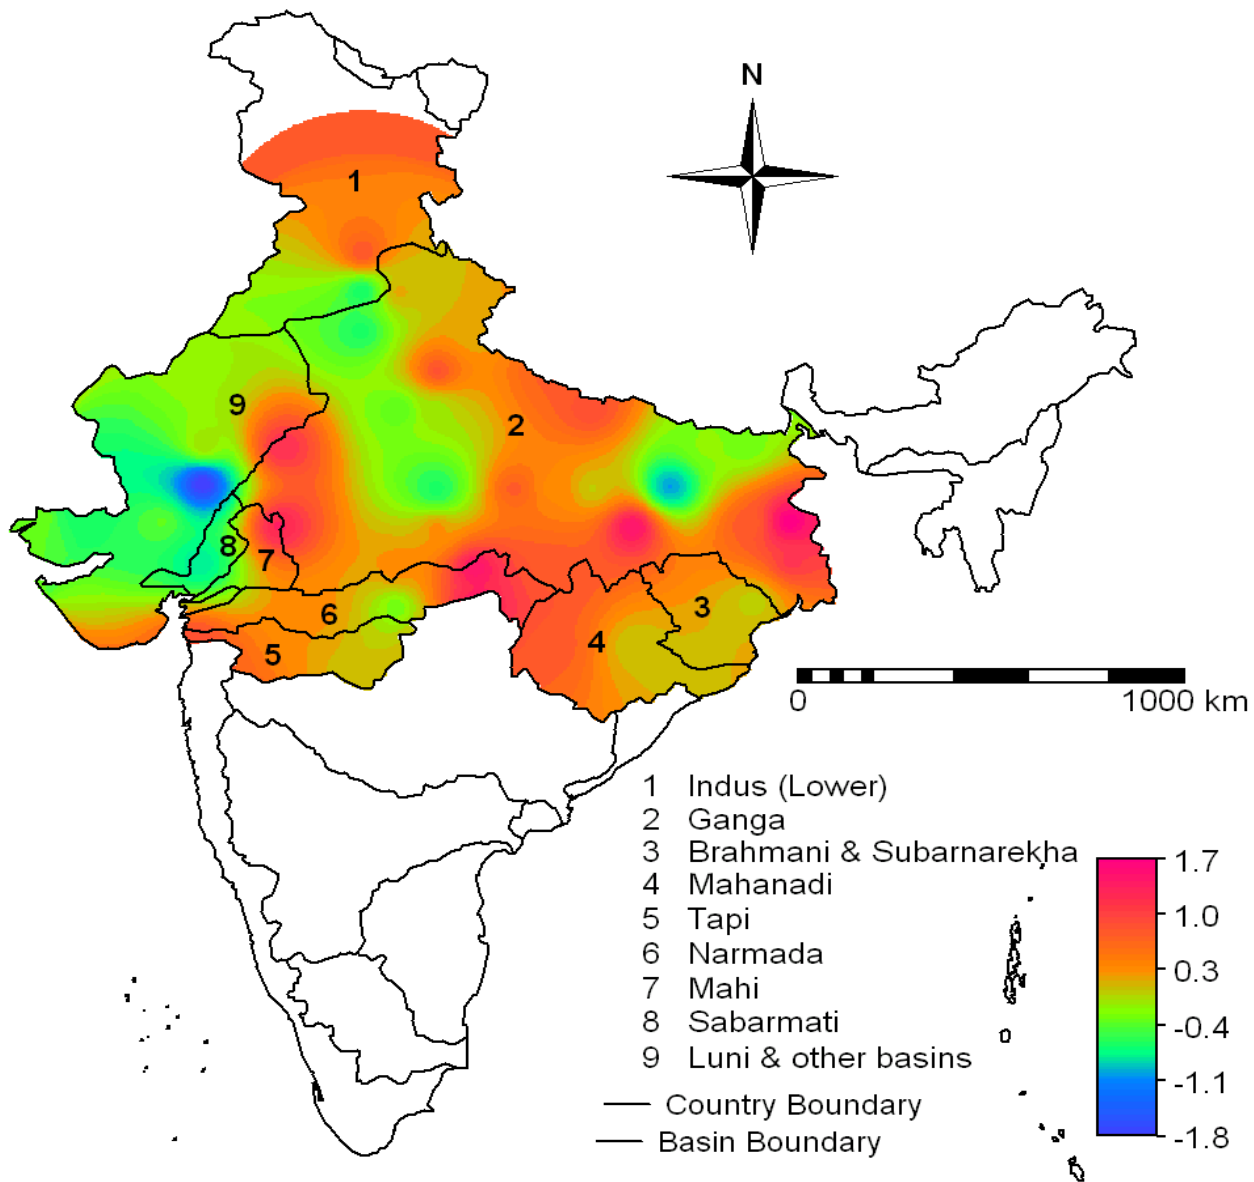 N
1
9
2
8
7
6
3
5
4
0 1000 km
1 Indus (Lower)
2 Ganga
3 Brahmani & Subarnarekha
4 Mahanadi
5 Tapi
6 Narmada
7 Mahi
8 Sabarmati
9 Luni & other basins
Country Boundary
Basin Boundary
1.7
1.0
0.3
-0.4
-1.1
-1.8